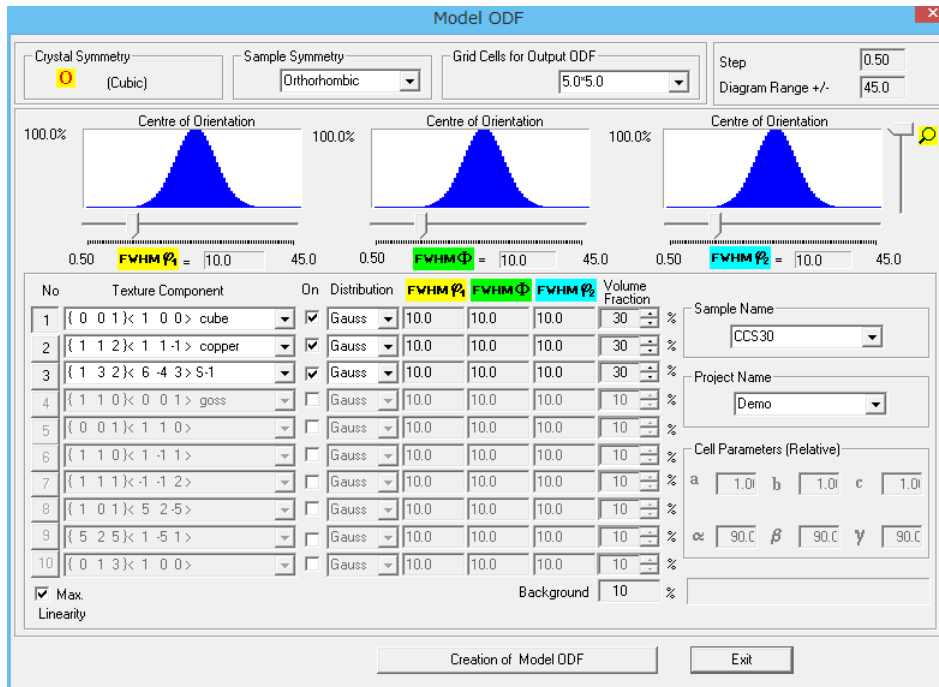 Model ODF
Crystal Symmetry
O (Cubic)
Sample Symmetry
Orthorhombic
Grid Cells for Output ODF
5.0*5.0
Step 0.50
Diagram Range +/- 45.0
Centre of Orientation Centre of Orientation Centre of Orientation
100.0% 100.0% 100.0%
0.50 FWHM φ1 = 10.0 45.0 0.50 FWHM Φ = 10.0 45.0 0.50 FWHM φ2 = 10.0 45.0
No Texture Component On Distribution FWHM φ1 FWHM Φ FWHM φ2 Volume Fraction
1 { 0 0 1}< 1 0 0> cube Gauss 10.0 10.0 10.0 30 %
2 { 1 1 2}< 1 1 -1> copper Gauss 10.0 10.0 10.0 30 %
3 { 1 3 2}< 6 -4 3> S-1 Gauss 10.0 10.0 10.0 30 %
4 { 1 1 0}< 0 0 1> goss Gauss 10.0 10.0 10.0 10 %
5 { 0 0 1}< 1 1 0> Gauss 10.0 10.0 10.0 10 %
6 { 1 1 0}< 1 -1 1> Gauss 10.0 10.0 10.0 10 %
7 { 1 1 1}<-1 -1 2> Gauss 10.0 10.0 10.0 10 %
8 { 1 0 1}< 5 2 -5> Gauss 10.0 10.0 10.0 10 %
9 { 5 2 5}< 1 -5 1> Gauss 10.0 10.0 10.0 10 %
10 { 0 1 3}< 1 0 0> Gauss 10.0 10.0 10.0 10 %
Max.
Linearity
Background 10 %
Sample Name
CCS30
Project Name
Demo
Cell Parameters (Relative)
a 1.0 b 1.0 c 1.0
α 90. β 90. γ 90.
Creation of Model ODF Exit